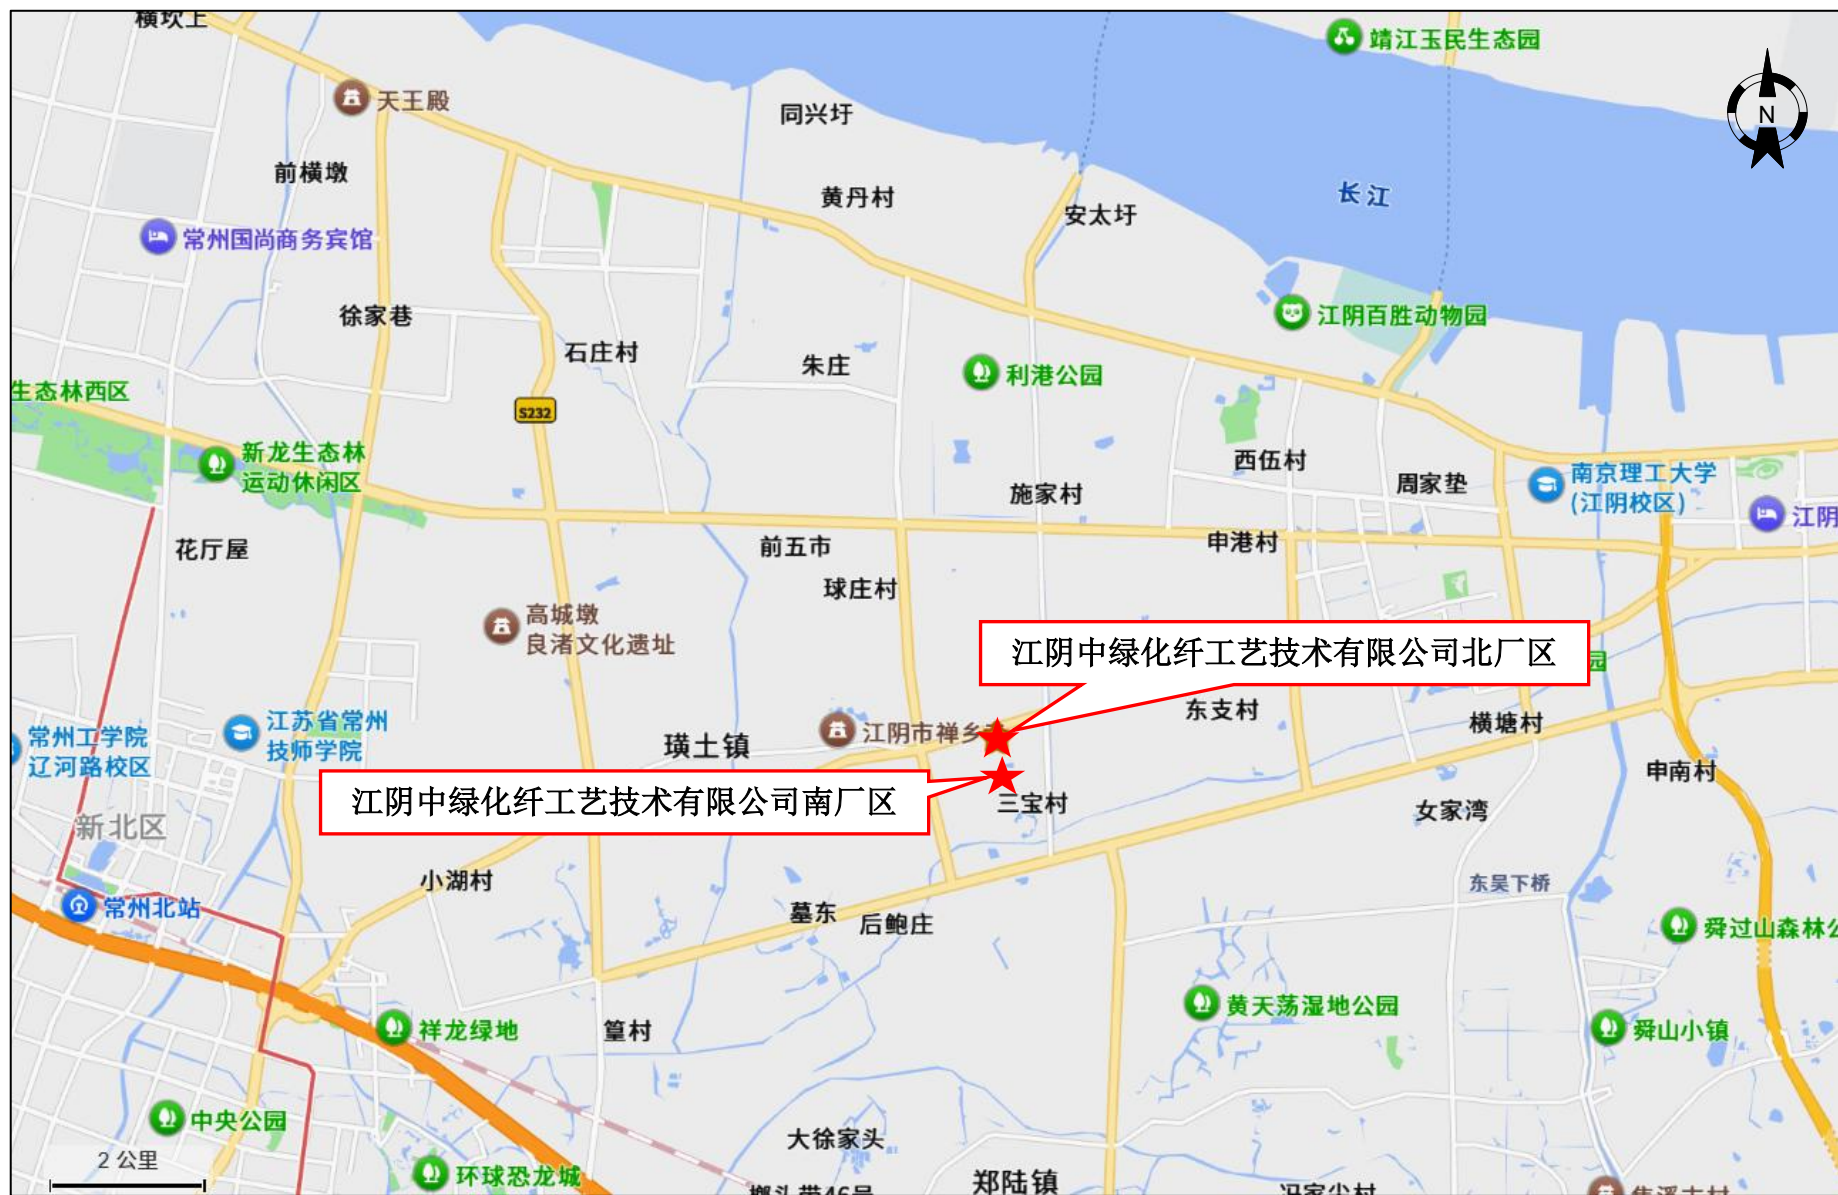 横坎上
靖江玉民生态园
天王殿
同兴圩
N
前横墩
黄丹村
长江
安太圩
常州国尚商务宾馆
徐家巷
江阴百胜动物园
石庄村
朱庄
利港公园
生态林西区
S232
新龙生态林
运动休闲区
西伍村
周家垫
南京理工大学
(江阴校区)
施家村
江阴
花厅屋
前五市
申港村
球庄村
高城墩
良渚文化遗址
江阴中绿化纤工艺技术有限公司北厂区
园
江苏省常州
技师学院
常州工学院
辽河路校区
璜土镇
江阴市禅乡
东支村
横塘村
申南村
江阴中绿化纤工艺技术有限公司南厂区
三宝村
女家湾
新北区
小湖村
东吴下桥
常州北站
墓东
后鲍庄
舜过山森林公
黄天荡湿地公园
祥龙绿地
篁村
舜山小镇
中央公园
大徐家头
2 公里
环球恐龙城
郑陆镇